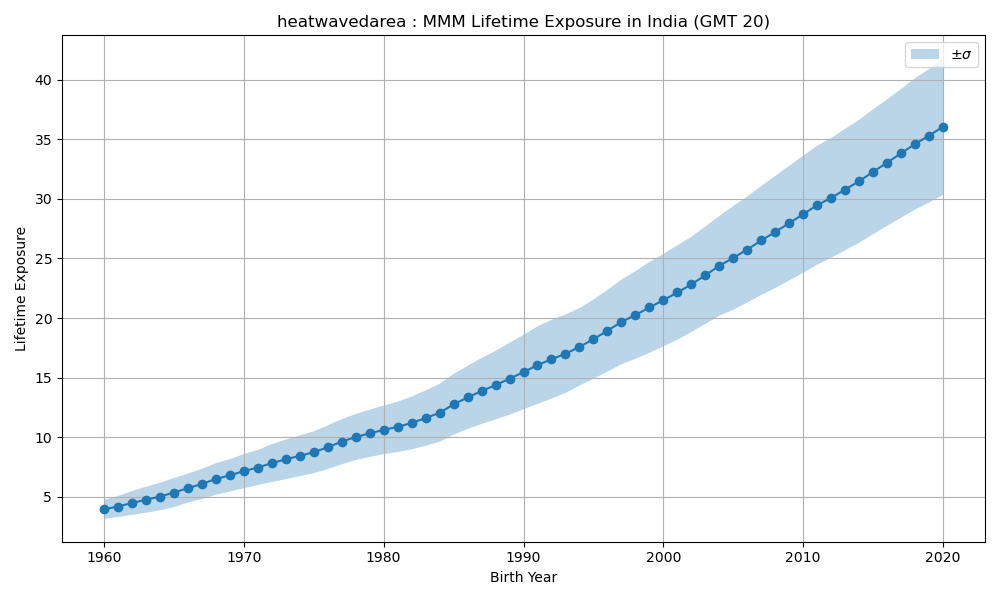 heatwavedarea : MMM Lifetime Exposure in India (GMT 20)
±σ
Lifetime Exposure
40
35
30
25
20
15
10
5
1960 1970 1980 1990 2000 2010 2020
Birth Year